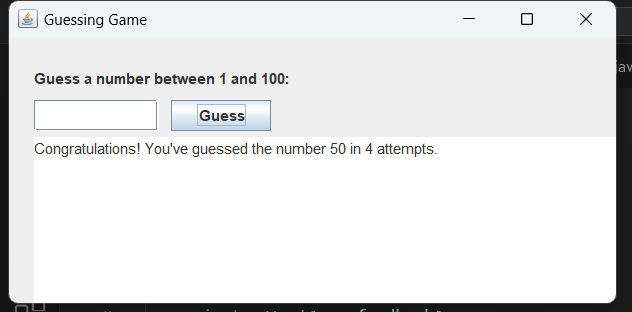 Guessing Game
jav
Guess a number between 1 and 100:
Guess
Congratulations! You've guessed the number 50 in 4 attempts.